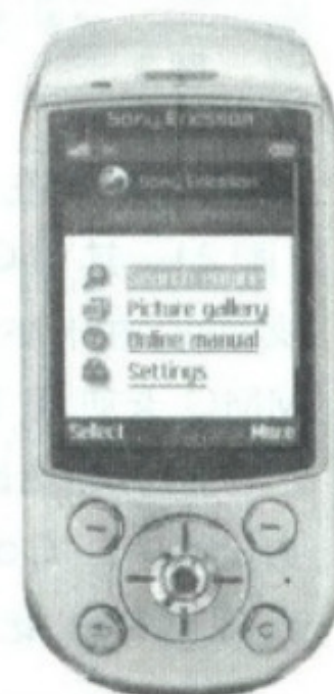 Sony Ericsson
Sony Ericsson
Picture gallery
Online manual
Settings
Select More